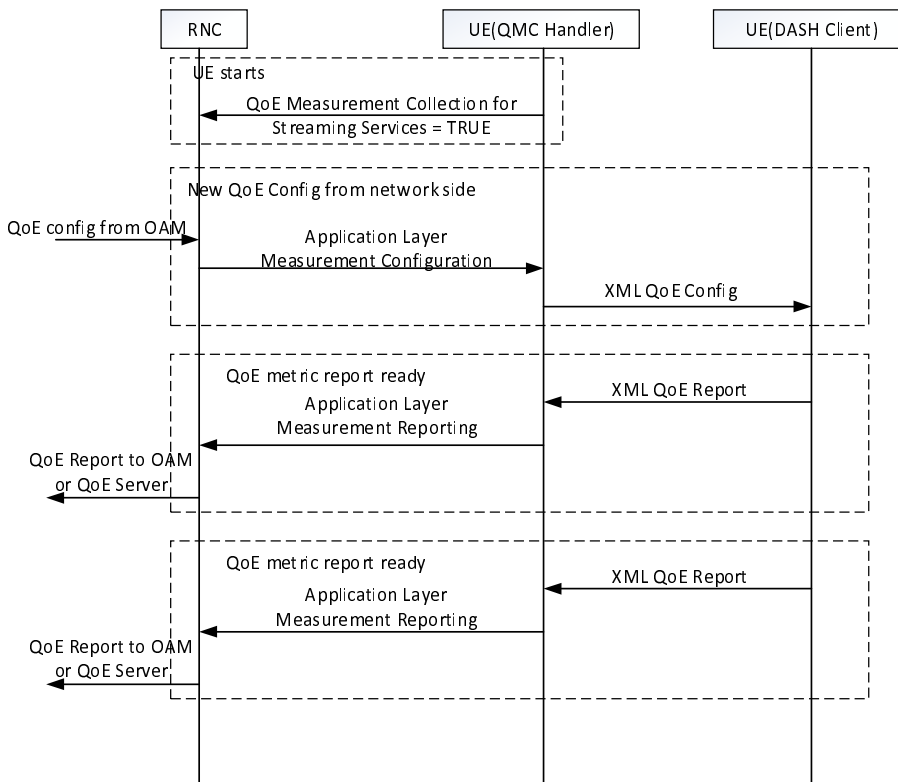 RNC
UE(QMC Handler)
UE(DASH Client)
UE starts
QoE Measurement Collection for
Streaming Services = TRUE
New QoE Config from network side
QoE config from OAM
Application Layer
Measurement Configuration
XML QoE Config
QoE metric report ready
XML QoE Report
Application Layer
Measurement Reporting
QoE Report to OAM
or QoE Server
QoE metric report ready
XML QoE Report
Application Layer
Measurement Reporting
QoE Report to OAM
or QoE Server